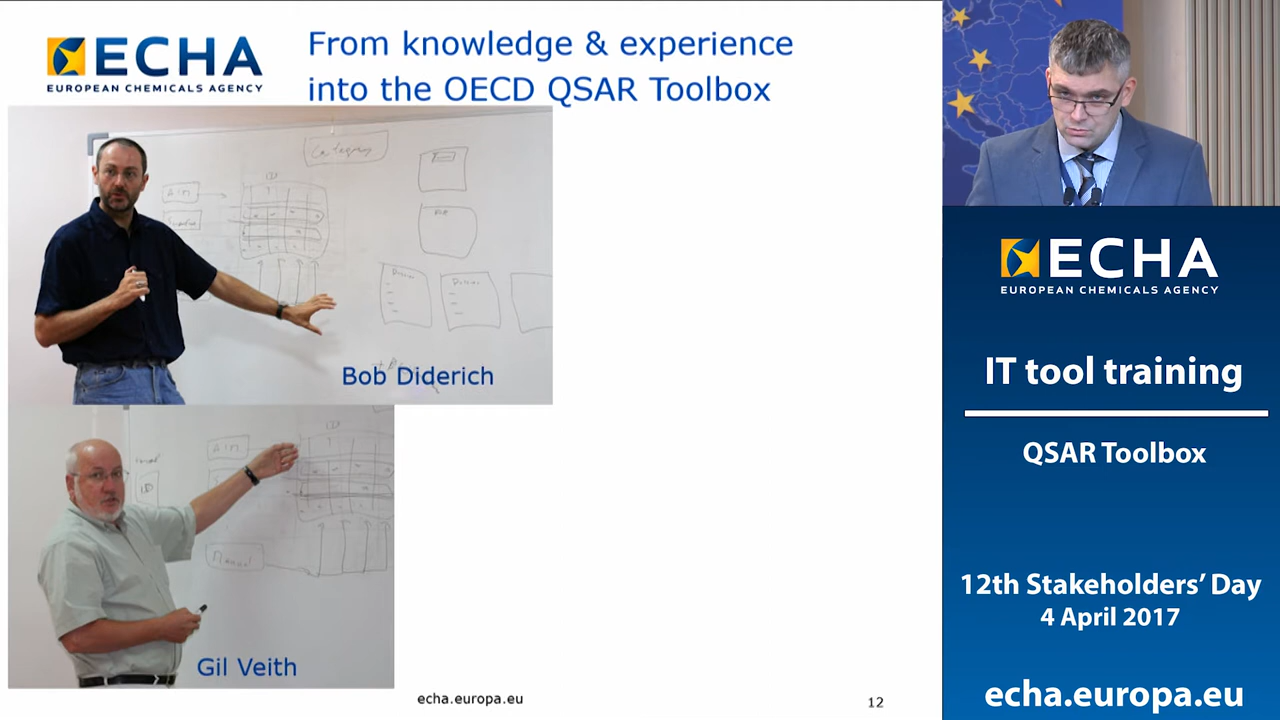 ECHA
EUROPEAN CHEMICALS AGENCY
From knowledge & experience
into the OECD QSAR Toolbox
Category
Manual
Bob Diderich
Gil Veith
echa.europa.eu
12
ECHA
EUROPEAN CHEMICALS AGENCY
IT tool training
QSAR Toolbox
12th Stakeholders’ Day
4 April 2017
echa.europa.eu